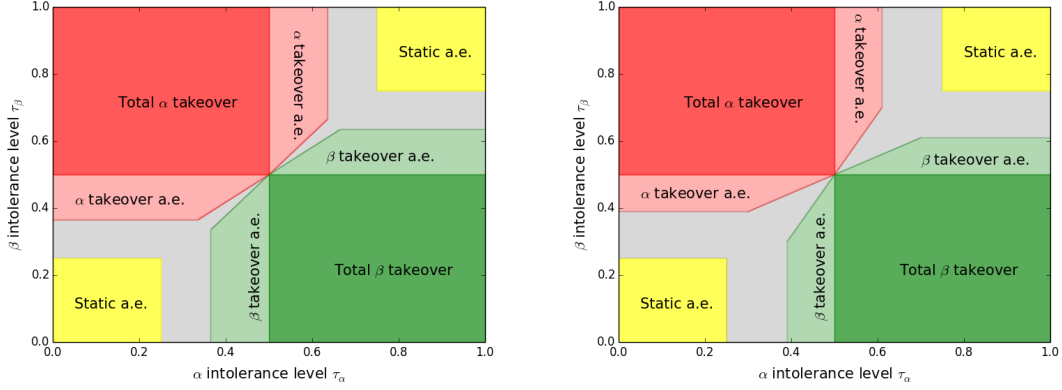 1.0
0.8
0.6
0.4
0.2
0.0
β intolerance level τβ
Total α takeover
α takeover a.e.
Static a.e.
β takeover a.e.
α takeover a.e.
β takeover a.e.
Total β takeover
Static a.e.
0.0 0.2 0.4 0.6 0.8 1.0
α intolerance level τα
1.0
0.8
0.6
0.4
0.2
0.0
β intolerance level τβ
Total α takeover
α takeover a.e.
Static a.e.
β takeover a.e.
α takeover a.e.
β takeover a.e.
Total β takeover
Static a.e.
0.0 0.2 0.4 0.6 0.8 1.0
α intolerance level τα